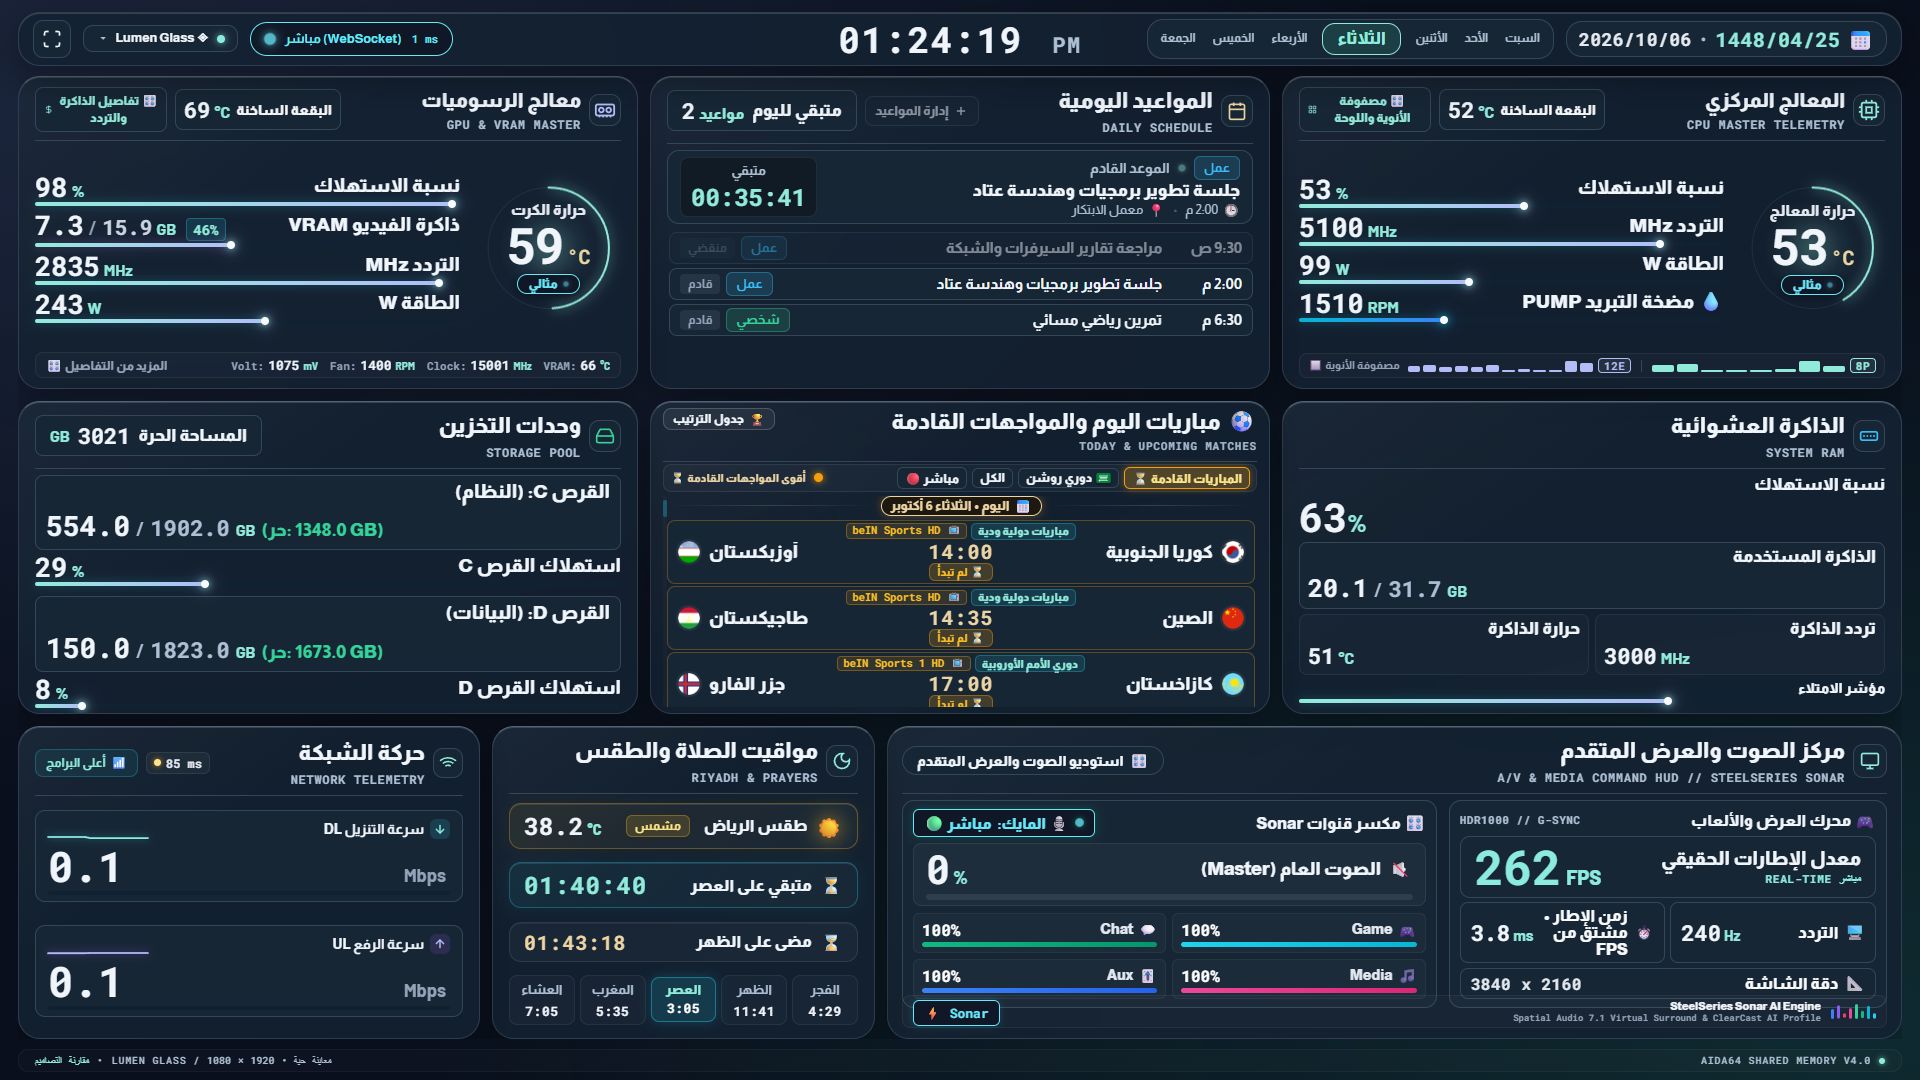 1448/04/25 · 2026/10/06
السبت الأحد الأثنين الثلاثاء الأربعاء الخميس الجمعة
01:24:19 PM
مباشر (WebSocket) 1 ms
Lumen Glass
المعالج المركزي
CPU MASTER TELEMETRY
البقعة الساخنة 52 °C
مصفوفة الأنوية واللوحة
حرارة المعالج
53 °C
مثالي
نسبة الاستهلاك 53 %
التردد MHz 5100 MHz
الطاقة W 99 W
مضخة التبريد PUMP 1510 RPM
8P 12E مصفوفة الأنوية
المواعيد اليومية
DAILY SCHEDULE
+ إدارة المواعيد
متبقي لليوم 2 مواعيد
عمل الموعد القادم
جلسة تطوير برمجيات وهندسة عتاد
2:00 م · معمل الابتكار
متبقي
00:35:41
9:30 ص مراجعة تقارير السيرفرات والشبكة عمل منقضي
2:00 م جلسة تطوير برمجيات وهندسة عتاد عمل قادم
6:30 م تمرين رياضي مسائي شخصي قادم
معالج الرسوميات
GPU & VRAM MASTER
البقعة الساخنة 69 °C
تفاصيل الذاكرة والتردد
حرارة الكرت
59 °C
مثالي
نسبة الاستهلاك 98 %
ذاكرة الفيديو VRAM 7.3 / 15.9 GB 46%
التردد MHz 2835 MHz
الطاقة W 243 W
المزيد من التفاصيل Volt: 1075 mV Fan: 1400 RPM Clock: 15001 MHz VRAM: 66 °C
الذاكرة العشوائية
SYSTEM RAM
نسبة الاستهلاك
63%
الذاكرة المستخدمة
20.1 / 31.7 GB
تردد الذاكرة
3000 MHz
حرارة الذاكرة
51 °C
مؤشر الامتلاء
مباريات اليوم والمواجهات القادمة
TODAY & UPCOMING MATCHES
جدول الترتيب
المباريات القادمة دوري روشن الكل مباشر
أقوى المواجهات القادمة
اليوم • الثلاثاء 6 أكتوبر
مباريات دولية ودية beIN Sports HD
كوريا الجنوبية 14:00 أوزبكستان
لم تبدأ
مباريات دولية ودية beIN Sports HD
الصين 14:35 طاجيكستان
لم تبدأ
دوري الأمم الأوروبية beIN Sports 1 HD
كازاخستان 17:00 جزر الفارو
لم تبدأ
وحدات التخزين
STORAGE POOL
المساحة الحرة 3021 GB
القرص C: (النظام)
554.0 / 1902.0 GB (حر: 1348.0 GB)
استهلاك القرص C 29 %
القرص D: (البيانات)
150.0 / 1823.0 GB (حر: 1673.0 GB)
استهلاك القرص D 8 %
مركز الصوت والعرض المتقدم
A/V & MEDIA COMMAND HUD // STEELSERIES SONAR
استوديو الصوت والعرض المتقدم
محرك العرض والألعاب HDR1000 // G-SYNC
معدل الإطارات الحقيقي
REAL-TIME مباشر
262 FPS
التردد 240 Hz
زمن الإطار • مشتق من FPS 3.8 ms
دقة الشاشة 3840 x 2160
مكسر قنوات Sonar
المايك: مباشر
الصوت العام (Master) 0 %
Game 100%
Chat 100%
Media 100%
Aux 100%
SteelSeries Sonar AI Engine
Spatial Audio 7.1 Virtual Surround & ClearCast AI Profile
Sonar
مواقيت الصلاة والطقس
RIYADH & PRAYERS
طقس الرياض مشمس 38.2 °C
متبقي على العصر 01:40:40
مضى على الظهر 01:43:18
الفجر 4:29
الظهر 11:41
العصر 3:05
المغرب 5:35
العشاء 7:05
حركة الشبكة
NETWORK TELEMETRY
85 ms
أعلى البرامج
سرعة التنزيل DL
0.1 Mbps
سرعة الرفع UL
0.1 Mbps
AIDA64 SHARED MEMORY V4.0
مقارنة التصاميم • LUMEN GLASS / 1080 × 1920 • معاينة حية